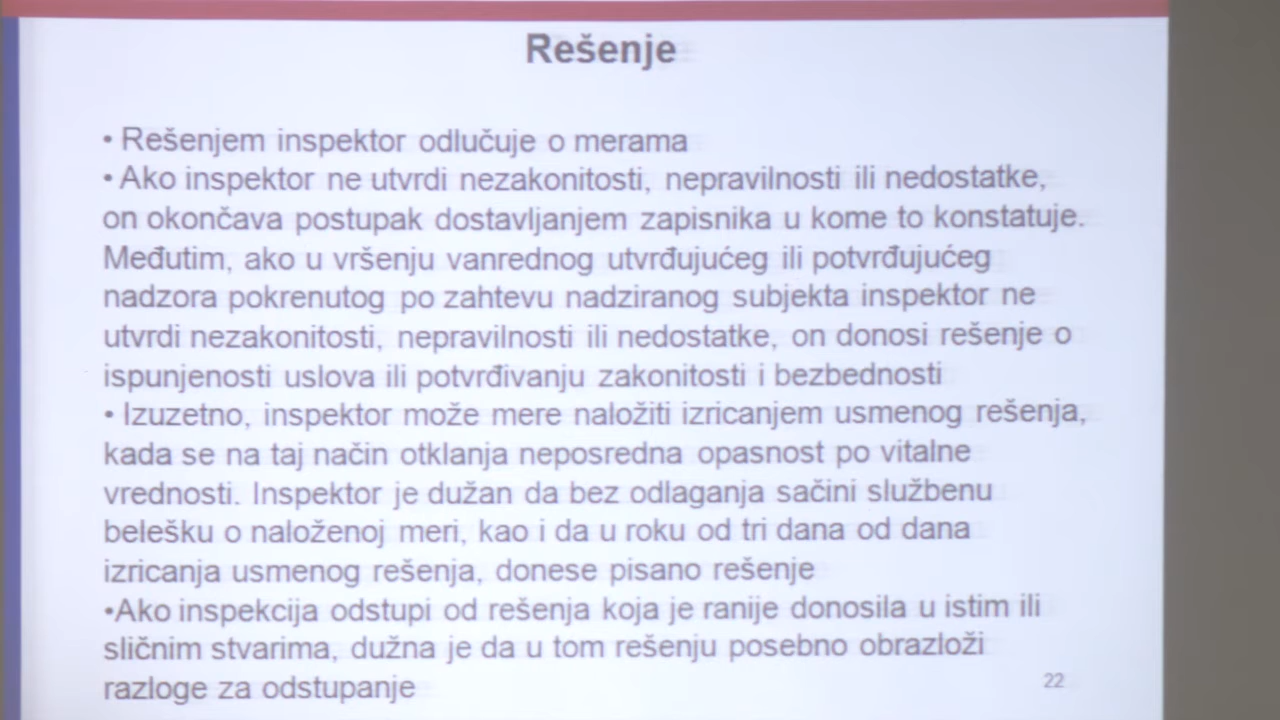 Rešenje
• Rešenjem inspektor odlučuje o merama
• Ako inspektor ne utvrdi nezakonitosti, nepravilnosti ili nedostatke,
on okončava postupak dostavljanjem zapisnika u kome to konstatuje.
Međutim, ako u vršenju vanrednog utvrđujućeg ili potvrđujućeg
nadzora pokrenutog po zahtevu nadziranog subjekta inspektor ne
utvrdi nezakonitosti, nepravilnosti ili nedostatke, on donosi rešenje o
ispunjenosti uslova ili potvrđivanju zakonitosti i bezbednosti
• Izuzetno, inspektor može mere naložiti izricanjem usmenog rešenja,
kada se na taj način otklanja neposredna opasnost po vitalne
vrednosti. Inspektor je dužan da bez odlaganja sačini službenu
belešku o naloženoj meri, kao i da u roku od tri dana od dana
izricanja usmenog rešenja, donese pisano rešenje
•Ako inspekcija odstupi od rešenja koja je ranije donosila u istim ili
sličnim stvarima, dužna je da u tom rešenju posebno obrazloži
razloge za odstupanje
22